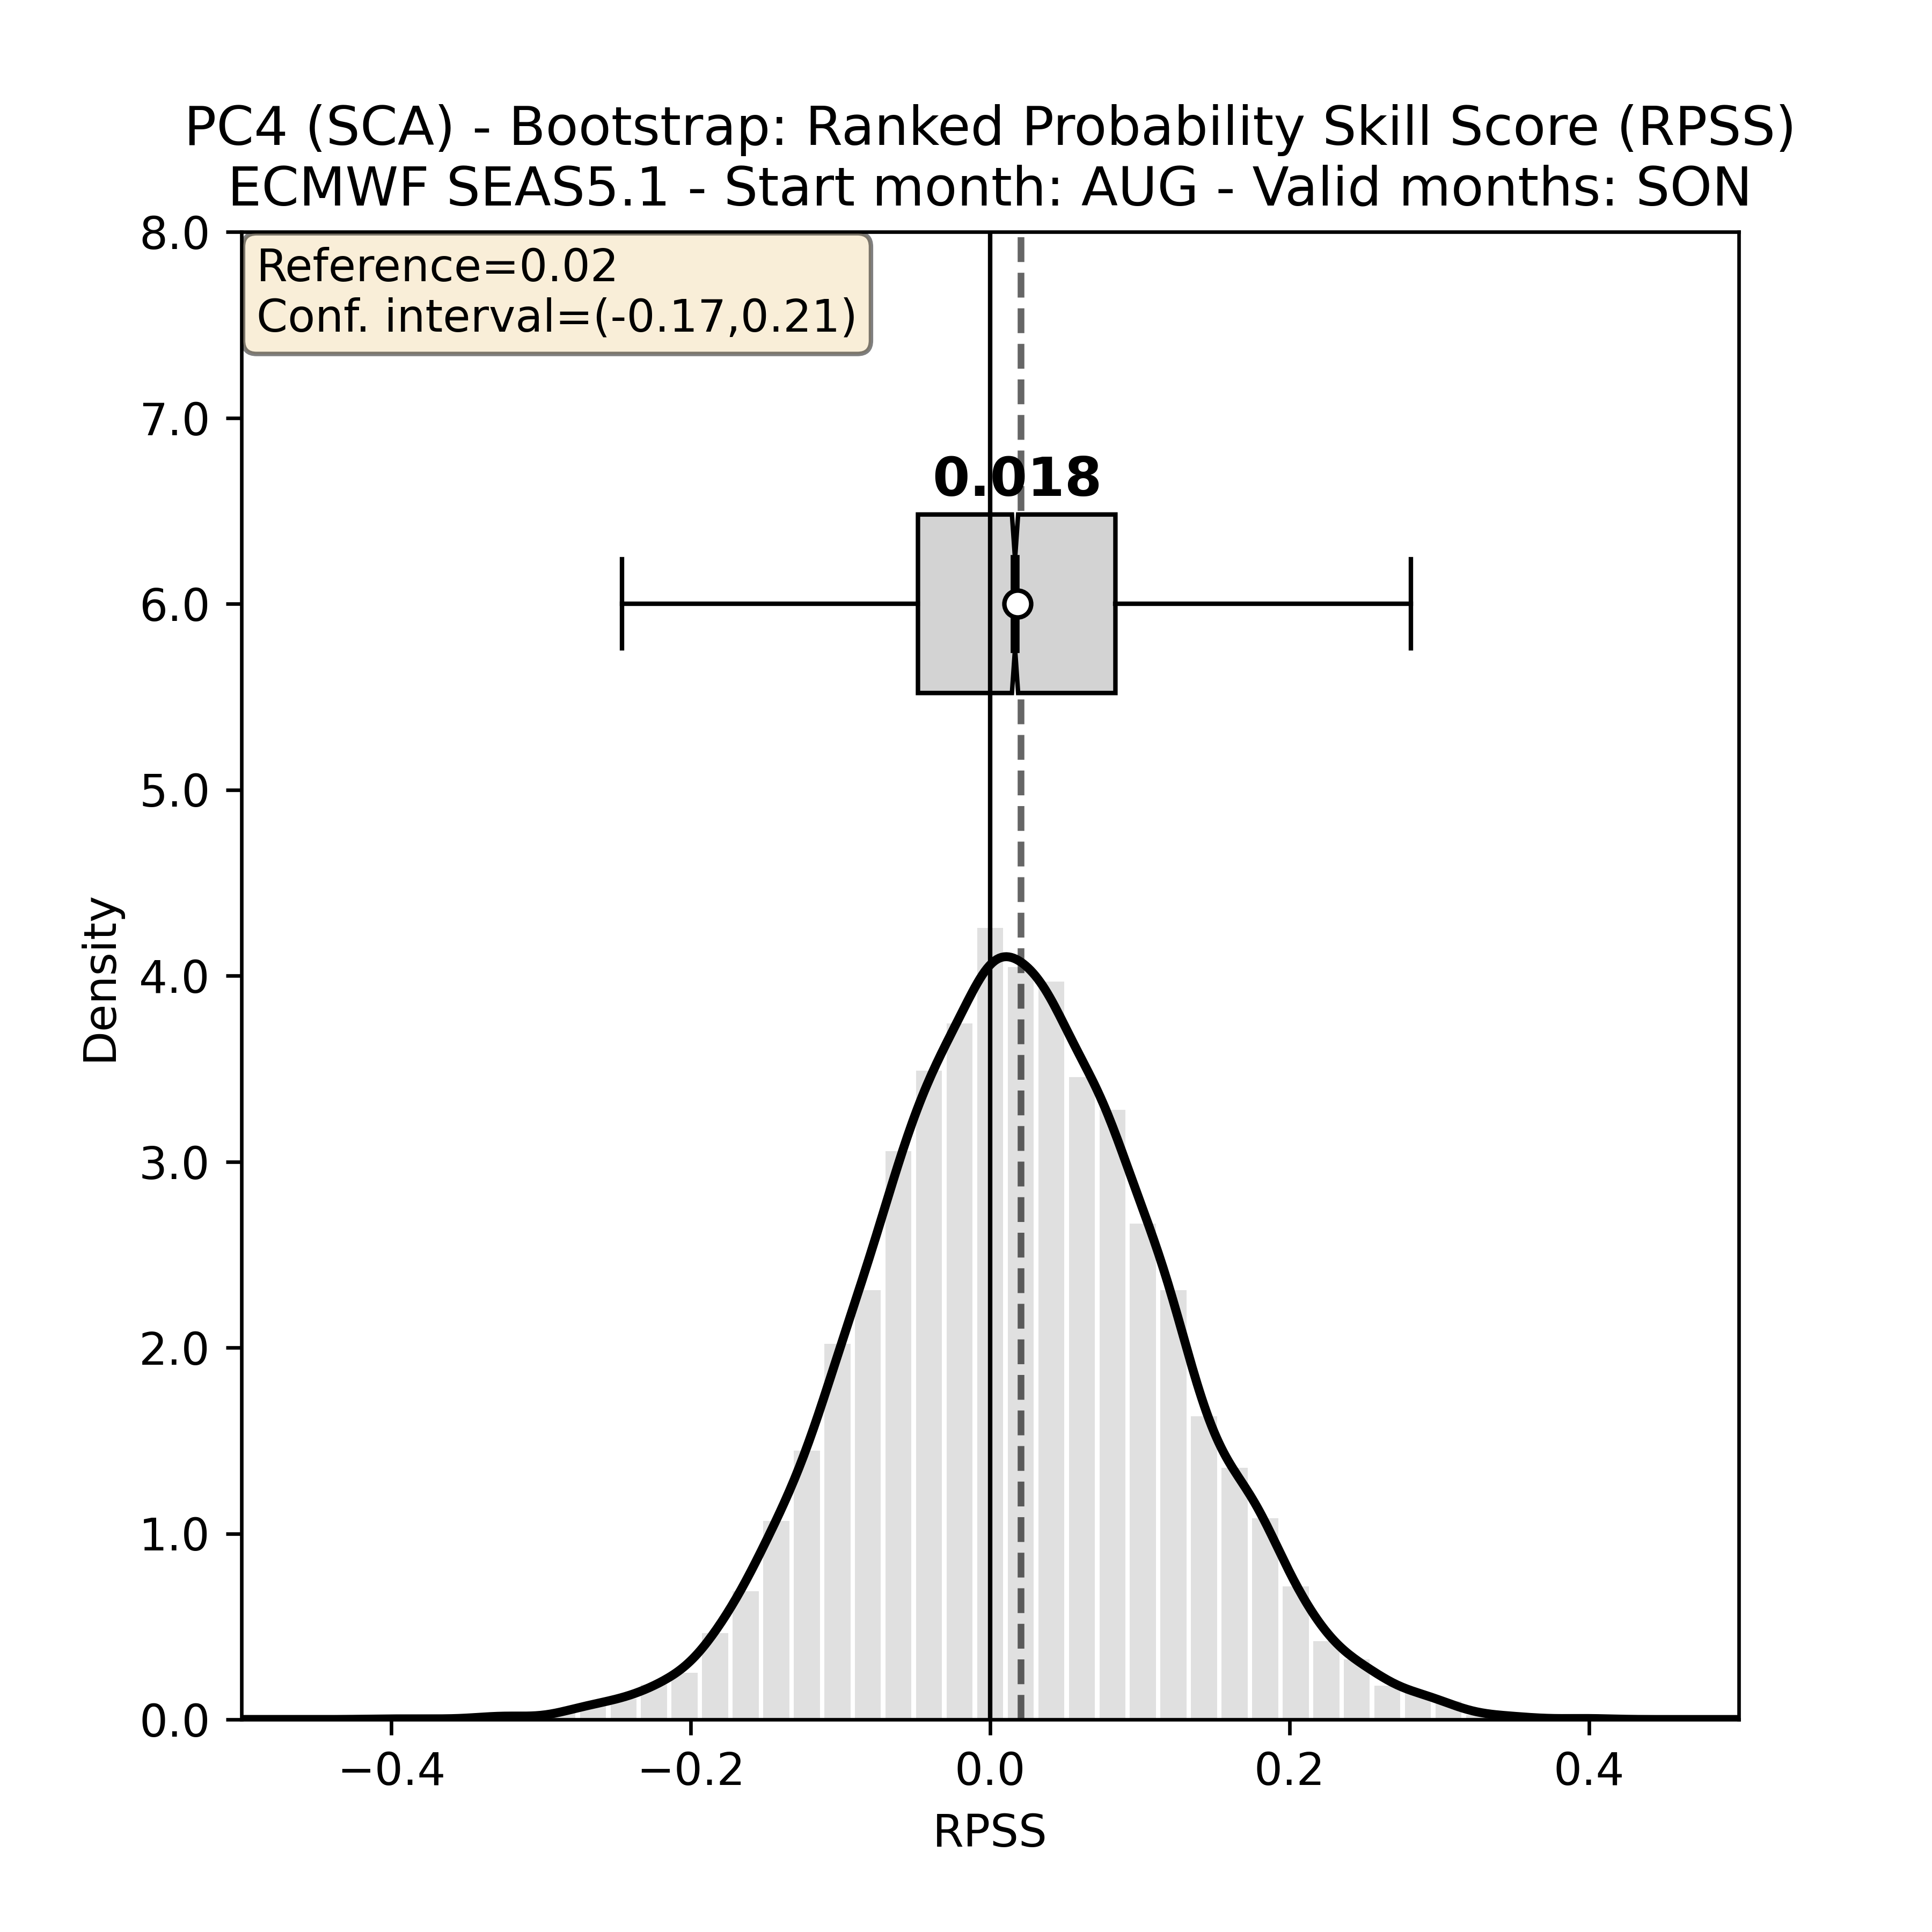 PC4 (SCA) - Bootstrap: Ranked Probability Skill Score (RPSS)
ECMWF SEAS5.1 - Start month: AUG - Valid months: SON
Reference=0.02
Conf. interval=(-0.17,0.21)
0.018
8.0
7.0
6.0
5.0
4.0
3.0
2.0
1.0
0.0
Density
−0.4
−0.2
0.0
0.2
0.4
RPSS